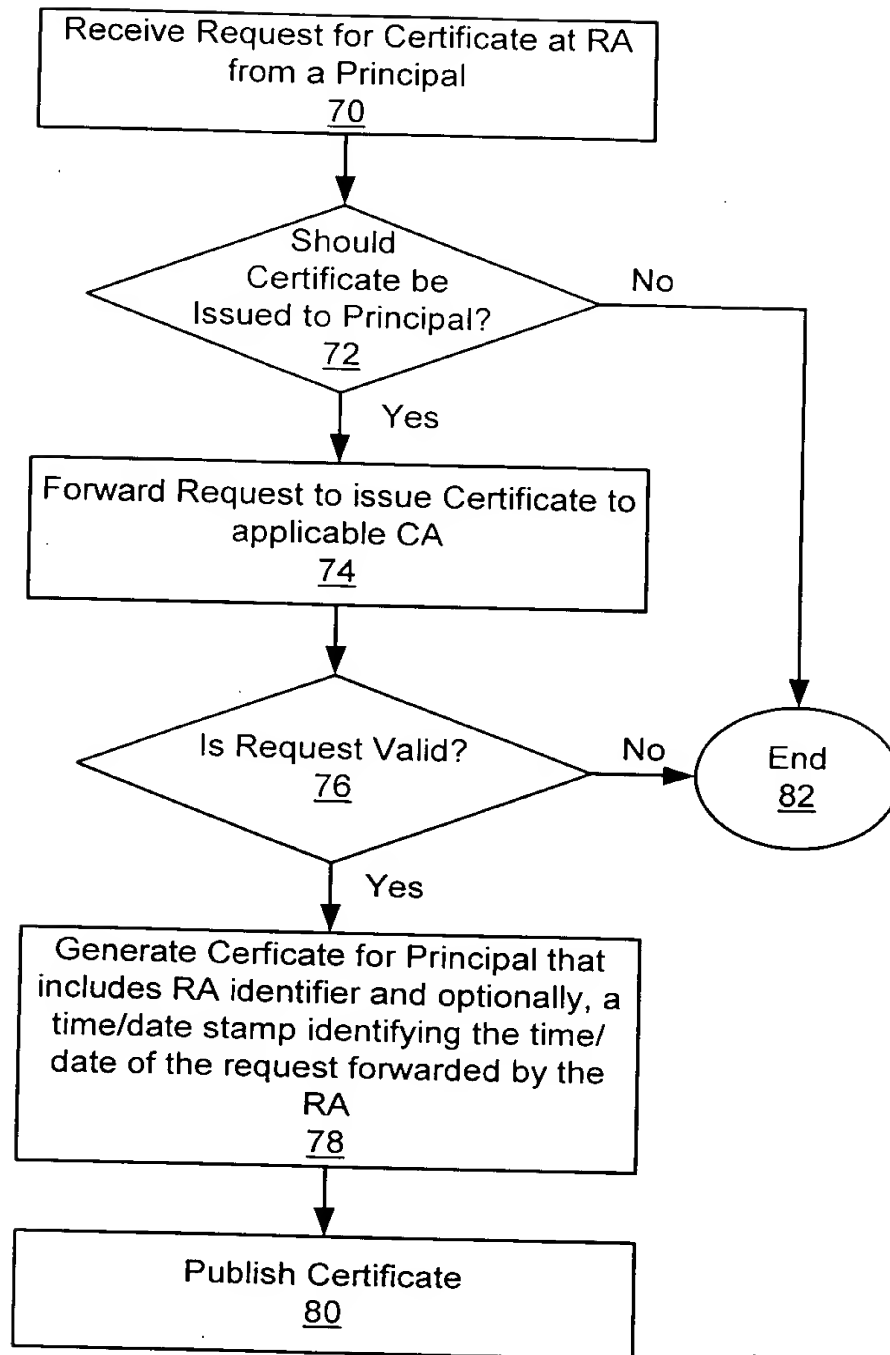 Receive Request for Certificate at RA
from a Principal
70
Should
Certificate be
Issued to Principal?
72
No
Yes
Forward Request to issue Certificate to
applicable CA
74
Is Request Valid?
76
No
End
82
Yes
Generate Cerficate for Principal that
includes RA identifier and optionally, a
time/date stamp identifying the time/
date of the request forwarded by the
RA
78
Publish Certificate
80